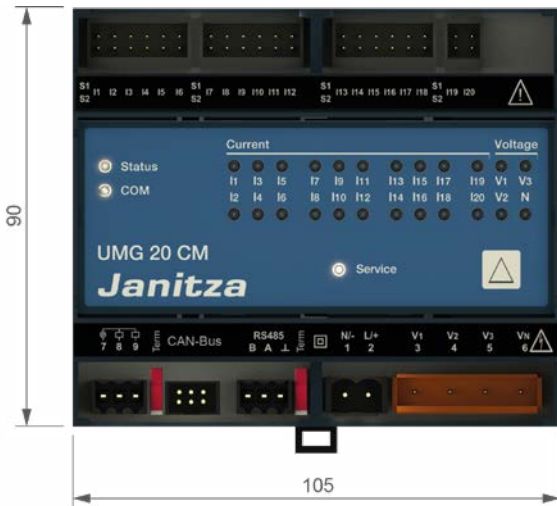 S1 I1 I2 I3 I4 I5 I6 S1 I7 I8 I9 I10 I11 I12 S1 I13 I14 I15 I16 I17 I18 S1 I19 I20
S2 S2 S2 S2
Current Voltage
Status
I1 I3 I5 I7 I9 I11 I13 I15 I17 I19 V1 V3
COM
I2 I4 I6 I8 I10 I12 I14 I16 I18 I20 V2 N
90
UMG 20 CM
Service
Janitza
RS485 N/- L/+ V1 V2 V3 VN
Term CAN-Bus Term
7 8 9 B A ⊥ 1 2 3 4 5 6
105